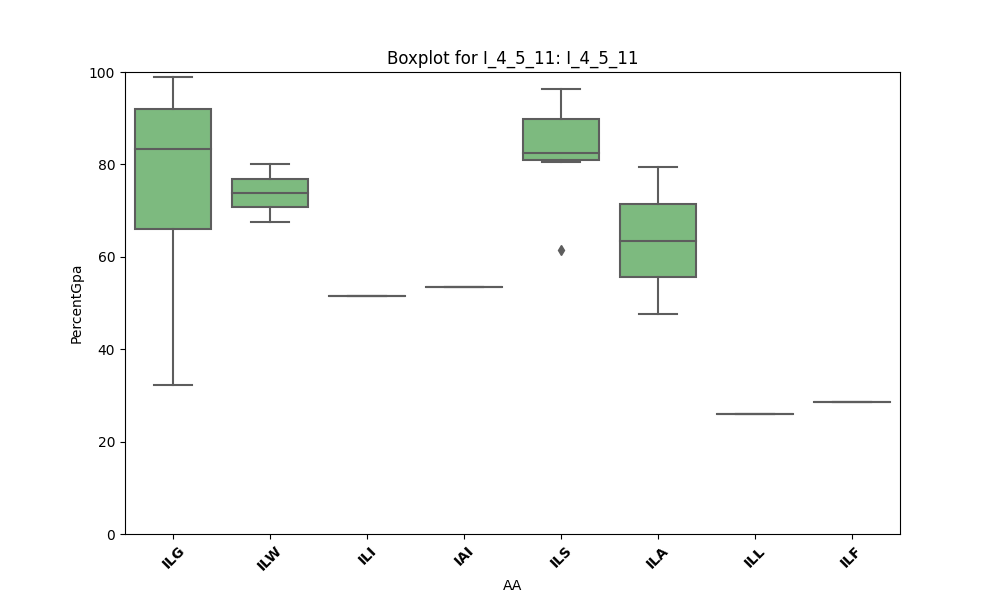 Boxplot for I_4_5_11: I_4_5_11
100
80
60
40
20
0
PercentGpa
ILG
ILW
ILI
IAI
ILS
ILA
ILL
ILF
AA